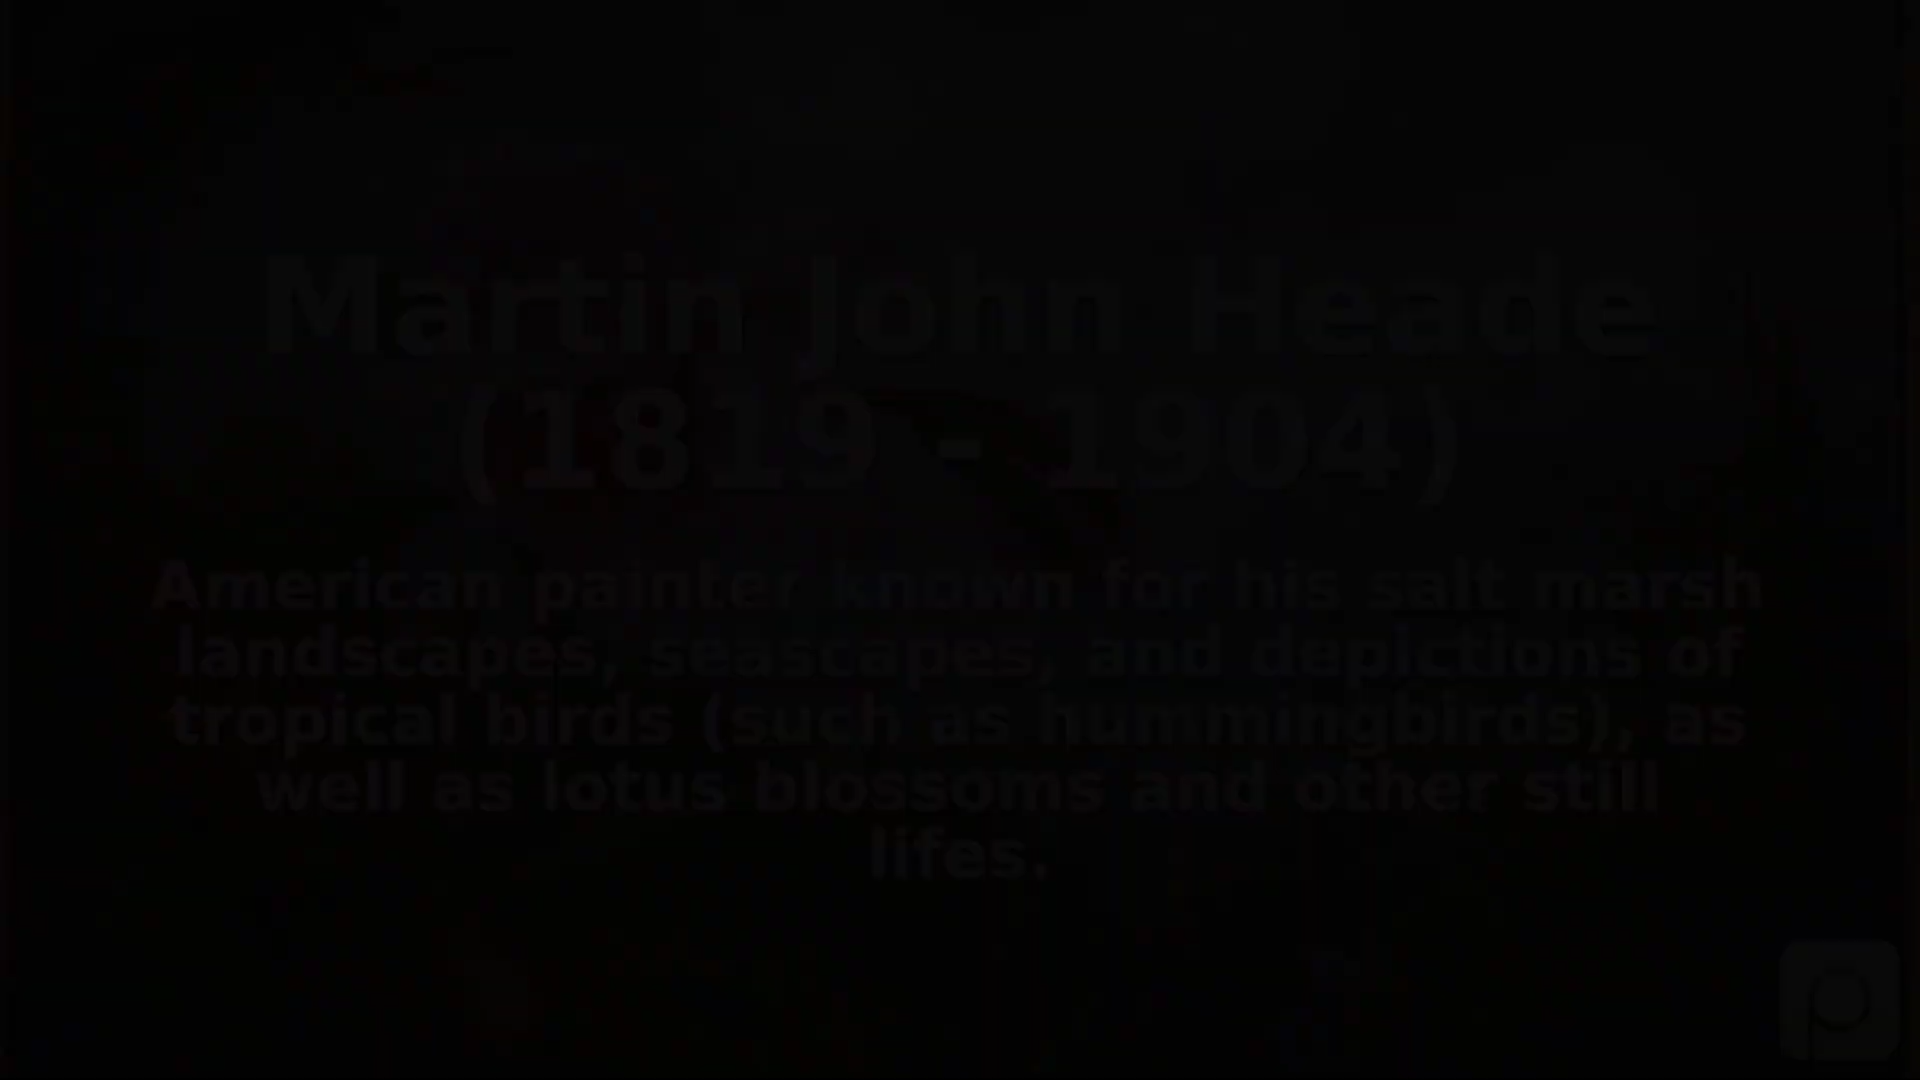 Martin John Heade
(1819 - 1904)
American painter known for his salt marsh
landscapes, seascapes, and depictions of
tropical birds (such as hummingbirds), as
well as lotus blossoms and other still
lifes.